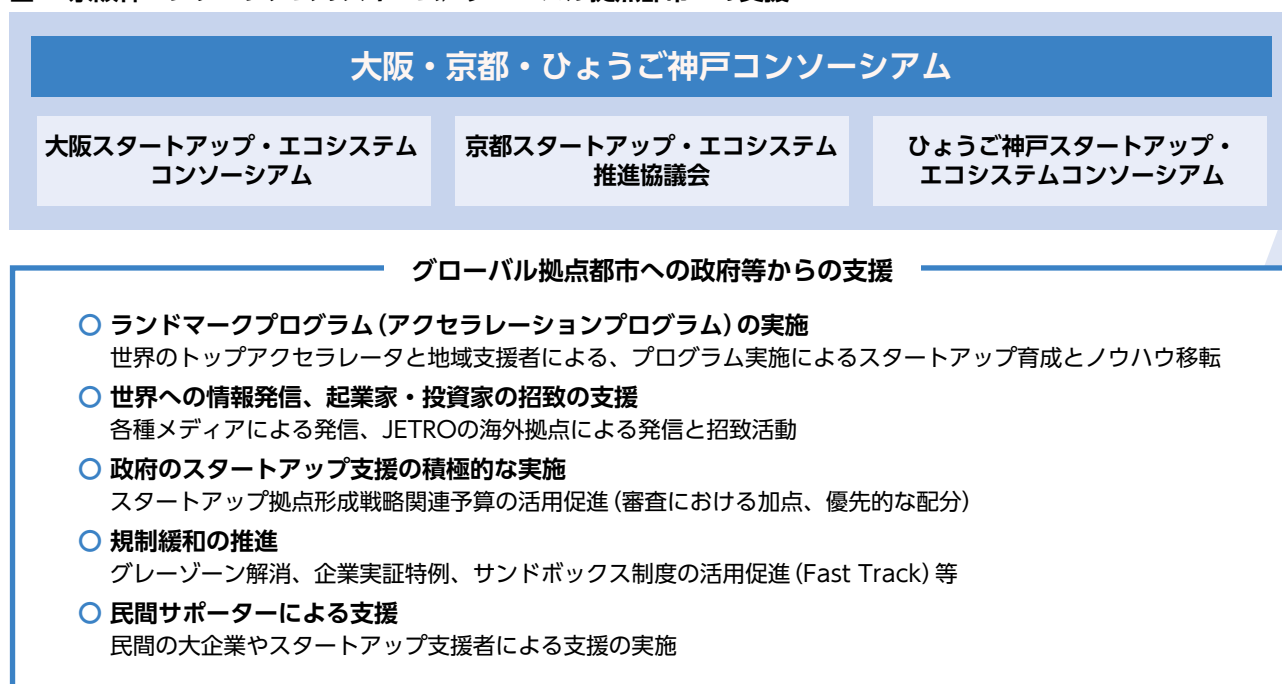 大阪・京都・ひょうご神戸コンソーシアム
大阪スタートアップ・エコシステム
コンソーシアム
京都スタートアップ・エコシステム
推進協議会
ひょうご神戸スタートアップ・
エコシステムコンソーシアム
グローバル拠点都市への政府等からの支援
○ ランドマークプログラム(アクセラレーションプログラム)の実施
世界のトップアクセラレータと地域支援者による、プログラム実施によるスタートアップ育成とノウハウ移転
○ 世界への情報発信、起業家・投資家の招致の支援
各種メディアによる発信、JETROの海外拠点による発信と招致活動
○ 政府のスタートアップ支援の積極的な実施
スタートアップ拠点形成戦略関連予算の活用促進(審査における加点、優先的な配分)
○ 規制緩和の推進
グレーゾーン解消、企業実証特例、サンドボックス制度の活用促進(Fast Track)等
○ 民間サポーターによる支援
民間の大企業やスタートアップ支援者による支援の実施